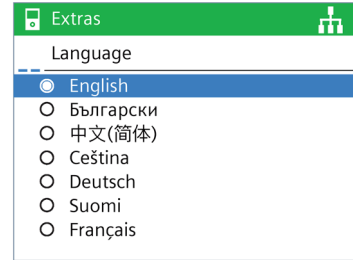 Extras
Language
English
Български
中文(简体)
Ceština
Deutsch
Suomi
Français